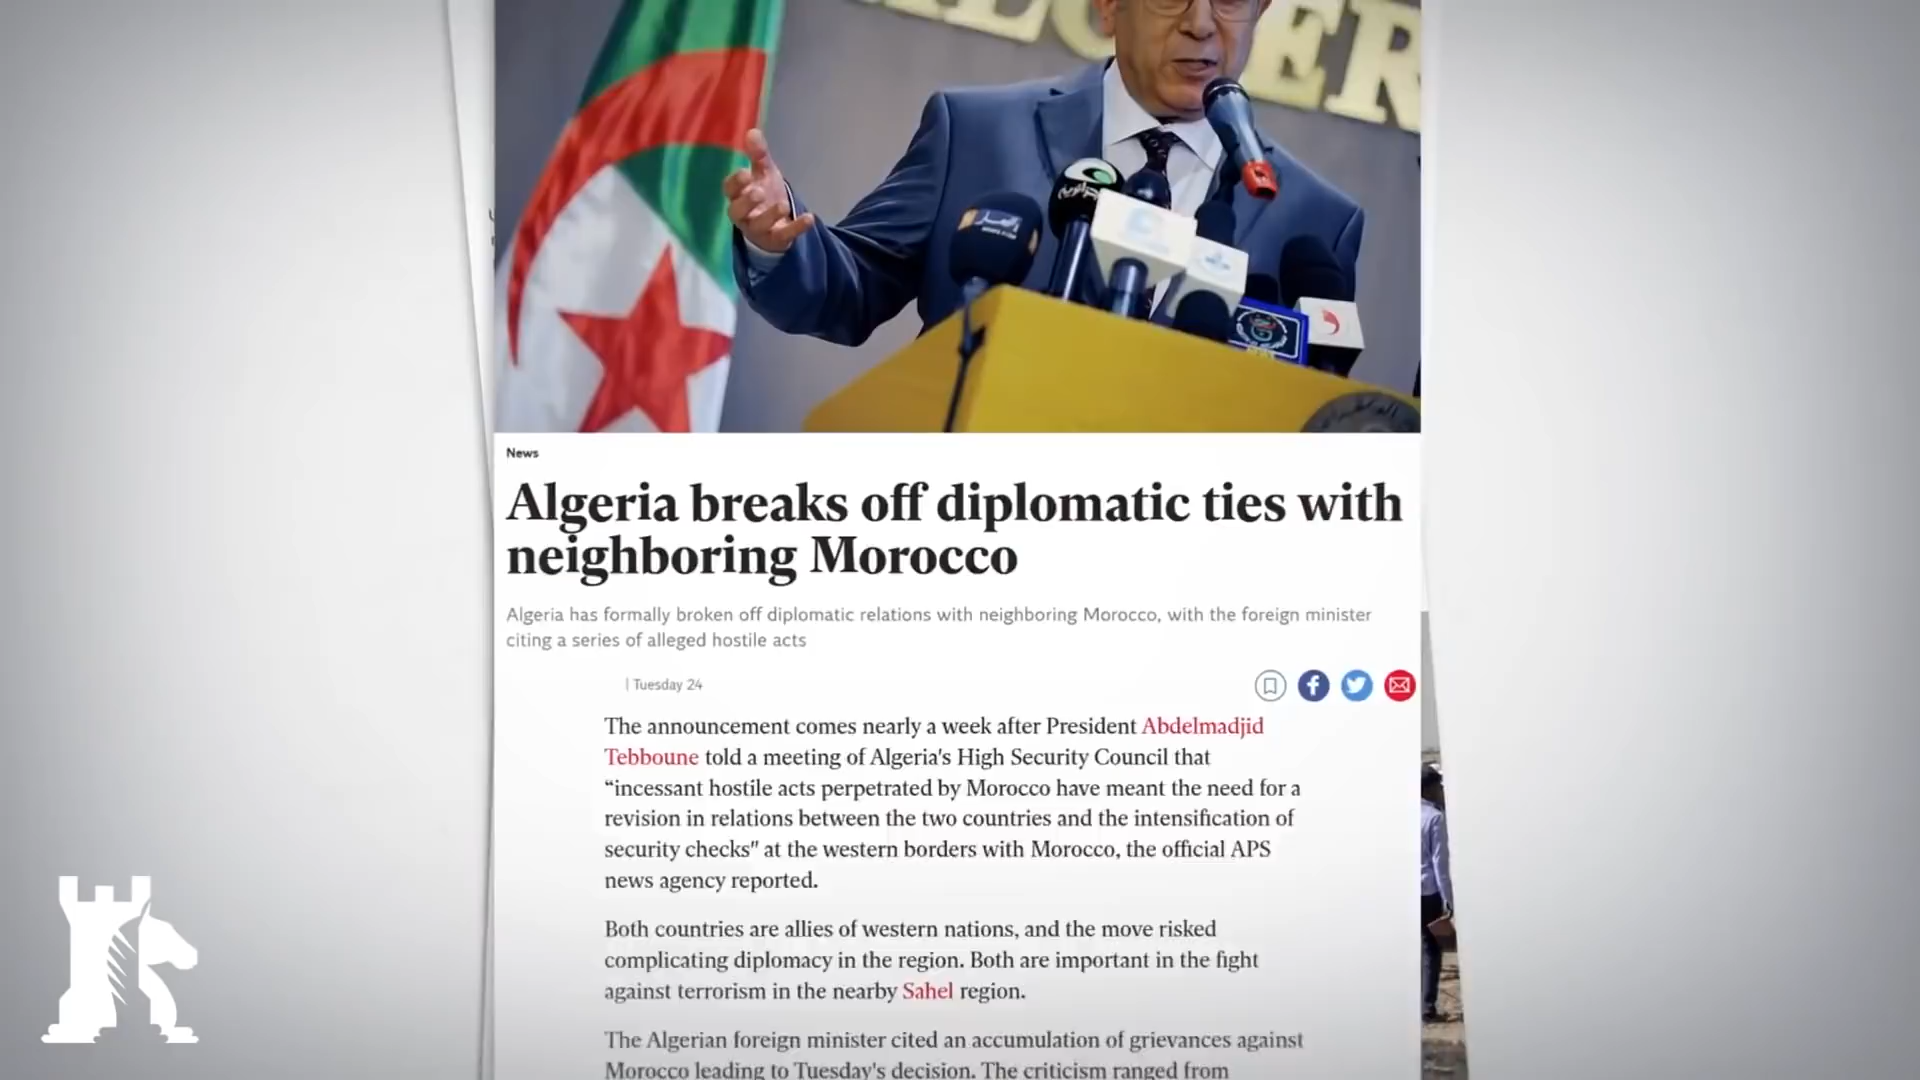 News
Algeria breaks off diplomatic ties with
neighboring Morocco
Algeria has formally broken off diplomatic relations with neighboring Morocco, with the foreign minister
citing a series of alleged hostile acts
| Tuesday 24
The announcement comes nearly a week after President Abdelmadjid
Tebboune told a meeting of Algeria's High Security Council that
“incessant hostile acts perpetrated by Morocco have meant the need for a
revision in relations between the two countries and the intensification of
security checks" at the western borders with Morocco, the official APS
news agency reported.
Both countries are allies of western nations, and the move risked
complicating diplomacy in the region. Both are important in the fight
against terrorism in the nearby Sahel region.
The Algerian foreign minister cited an accumulation of grievances against
Morocco leading to Tuesday's decision. The criticism ranged from